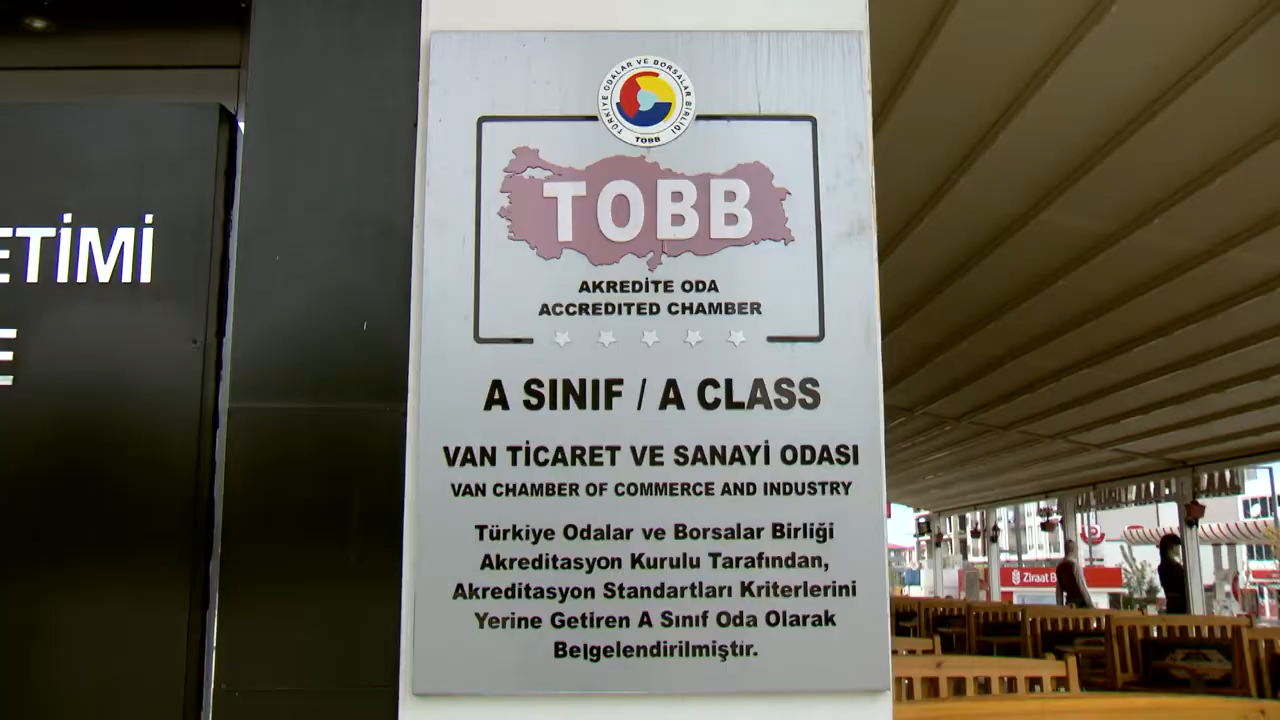 ETİMİ
E
TÜRKİYE ODALAR VE BORSALAR BİRLİĞİ
TOBB
TOBB
AKREDİTE ODA
ACCREDITED CHAMBER
A SINIF / A CLASS
VAN TİCARET VE SANAYİ ODASI
VAN CHAMBER OF COMMERCE AND INDUSTRY
Türkiye Odalar ve Borsalar Birliği
Akreditasyon Kurulu Tarafından,
Akreditasyon Standartları Kriterlerini
Yerine Getiren A Sınıf Oda Olarak
Belgelendirilmiştir.
Ziraat B